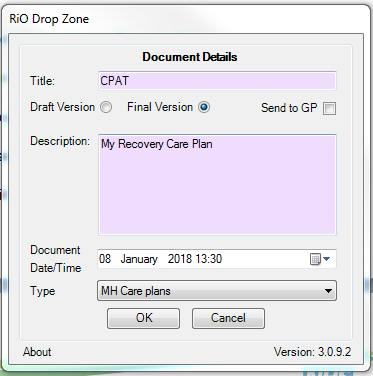 RiO Drop Zone
Document Details
Title: CPAT
Draft Version Final Version Send to GP
Description: My Recovery Care Plan
Document
Date/Time 08 January 2018 13:30
Type MH Care plans
OK Cancel
About Version: 3.0.9.2